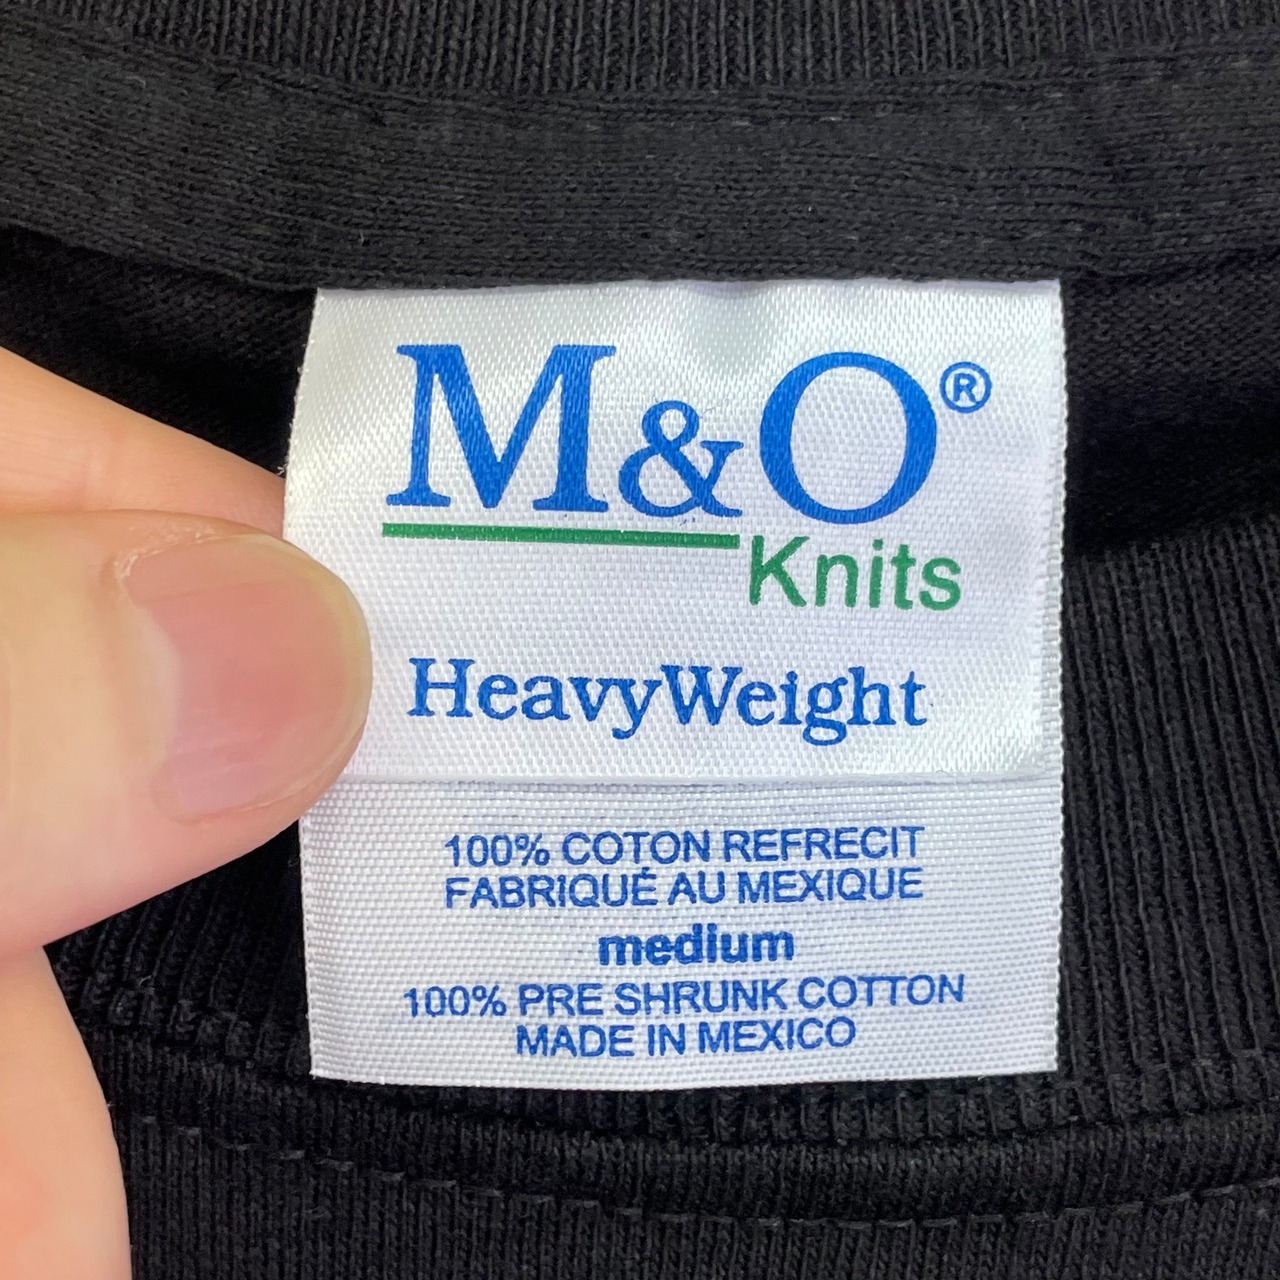 M&O®
Knits
HeavyWeight
100% COTON REFRECIT
FABRIQUÉ AU MEXIQUE
medium
100% PRE SHRUNK COTTON
MADE IN MEXICO